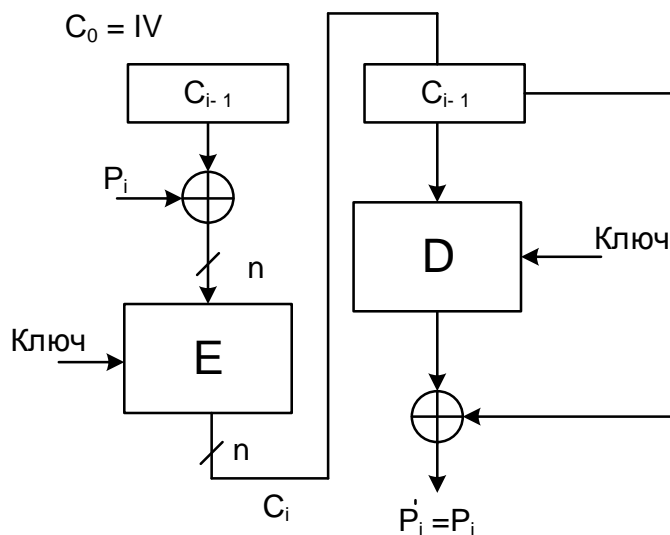 C₀ = IV
Cᵢ₋ ₁
Pᵢ
n
Ключ
E
n
Cᵢ
Cᵢ₋ ₁
D
Ключ
P'ᵢ =Pᵢ